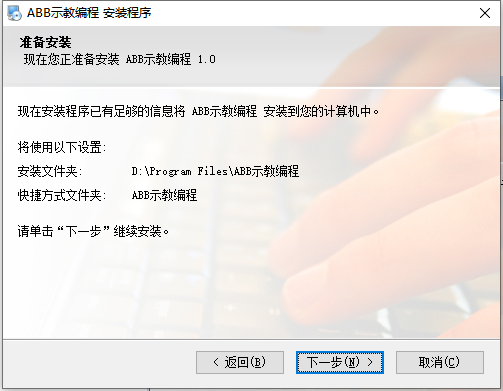 ABB示教编程 安装程序
准备安装
现在您正准备安装 ABB示教编程 1.0
现在安装程序已有足够的信息将 ABB示教编程 安装到您的计算机中。
将使用以下设置:
安装文件夹: D:\Program Files\ABB示教编程
快捷方式文件夹: ABB示教编程
请单击“下一步”继续安装。
< 返回(B) 下一步(N) > 取消(C)